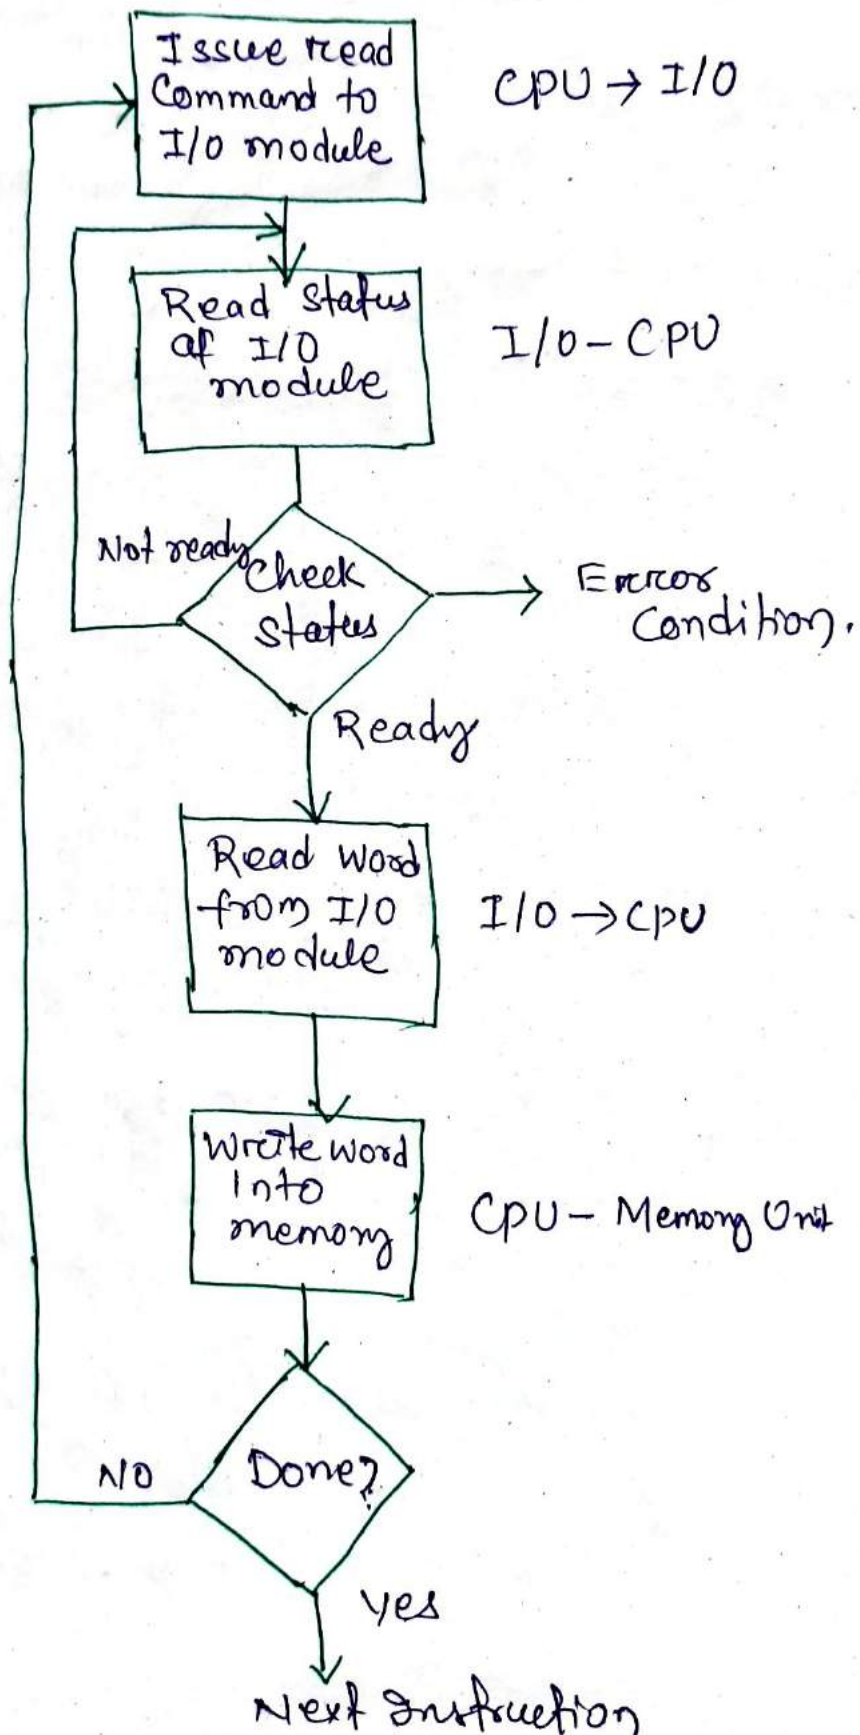 Issue read
Command to
I/O module
CPU → I/O
Read Status
of I/O
module
I/O - CPU
Not ready
Check
Status
Error
Condition.
Ready
Read word
from I/O
module
I/O → CPU
Write word
Into
memory
CPU - Memory Unit
NO
Done?
Yes
Next Instruction